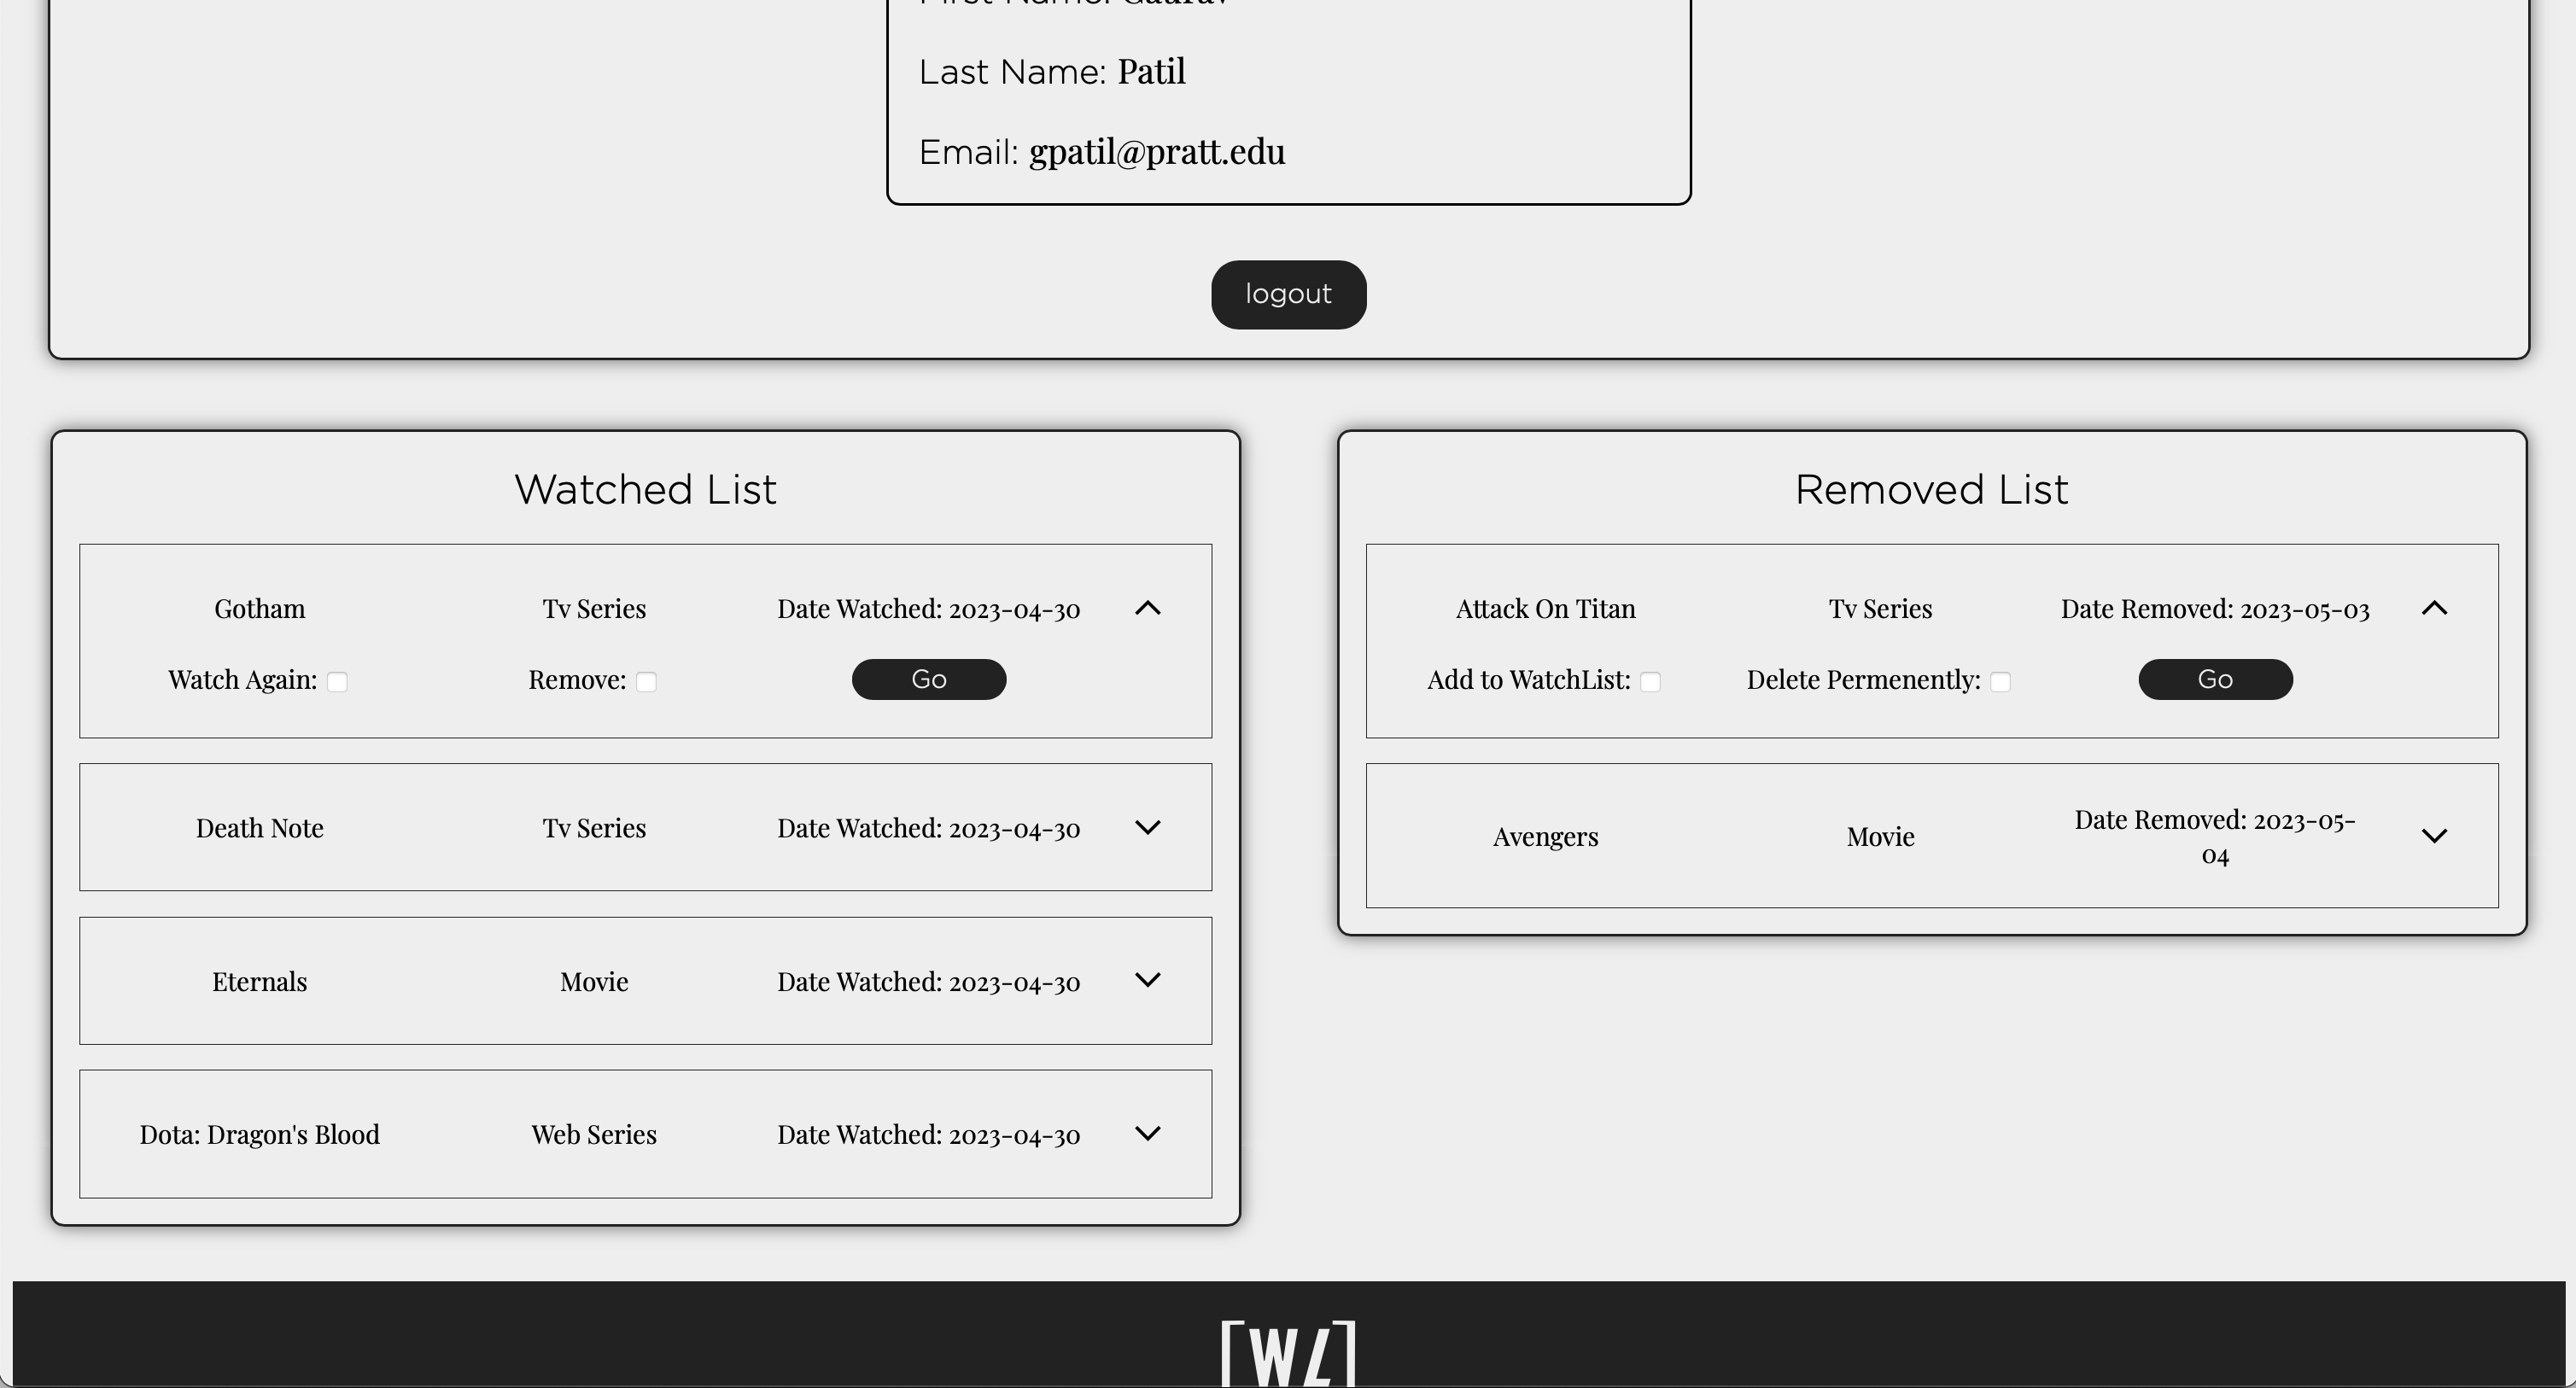 First Name: Gaurav
Last Name: Patil
Email: gpatil@pratt.edu
logout
Watched List
Gotham Tv Series Date Watched: 2023-04-30
Watch Again: Remove: Go
Death Note Tv Series Date Watched: 2023-04-30
Eternals Movie Date Watched: 2023-04-30
Dota: Dragon's Blood Web Series Date Watched: 2023-04-30
Removed List
Attack On Titan Tv Series Date Removed: 2023-05-03
Add to WatchList: Delete Permenently: Go
Avengers Movie Date Removed: 2023-05-
04
[WL]